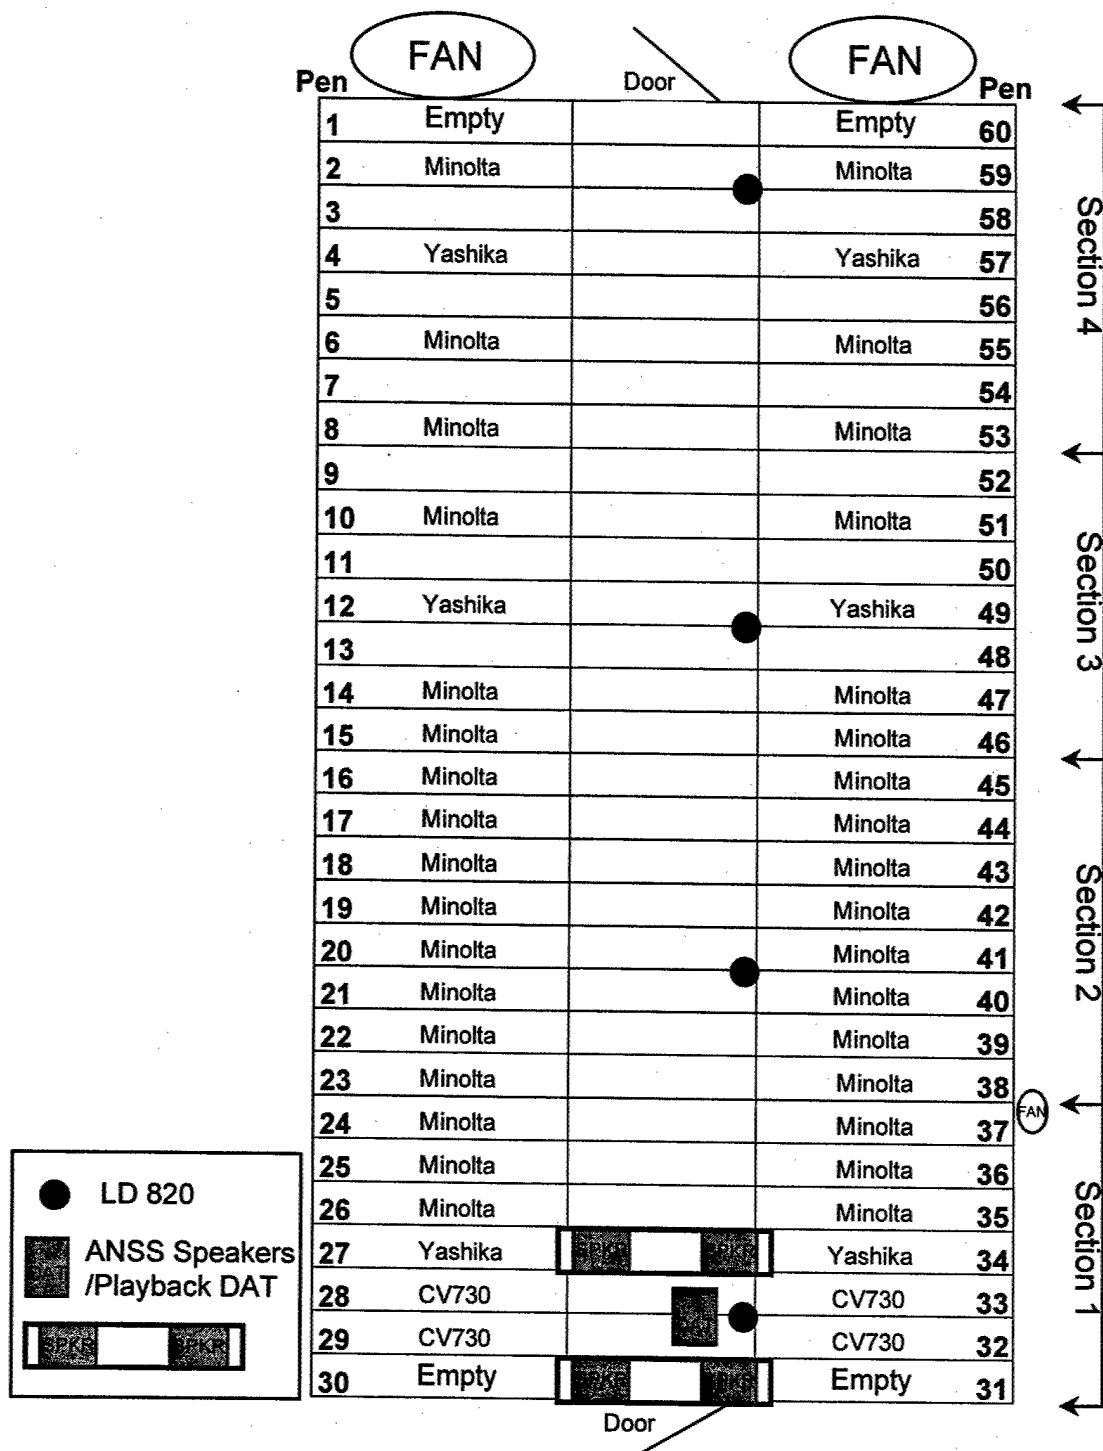 FAN FAN
Pen Door Pen
1 Empty Empty 60
2 Minolta Minolta 59
3 58
4 Yashika Yashika 57
5 56
6 Minolta Minolta 55
7 54
8 Minolta Minolta 53
9 52
10 Minolta Minolta 51
11 50
12 Yashika Yashika 49
13 48
14 Minolta Minolta 47
15 Minolta Minolta 46
16 Minolta Minolta 45
17 Minolta Minolta 44
18 Minolta Minolta 43
19 Minolta Minolta 42
20 Minolta Minolta 41
21 Minolta Minolta 40
22 Minolta Minolta 39
23 Minolta Minolta 38
24 Minolta Minolta 37
25 Minolta Minolta 36
26 Minolta Minolta 35
27 Yashika SPKR SPKR Yashika 34
28 CV730 CV730 33
29 CV730 CV730 32
30 Empty SPKR SPKR Empty 31
Door
FAN
Section 4
Section 3
Section 2
Section 1
LD 820
ANSS Speakers
/Playback DAT
SPKR SPKR